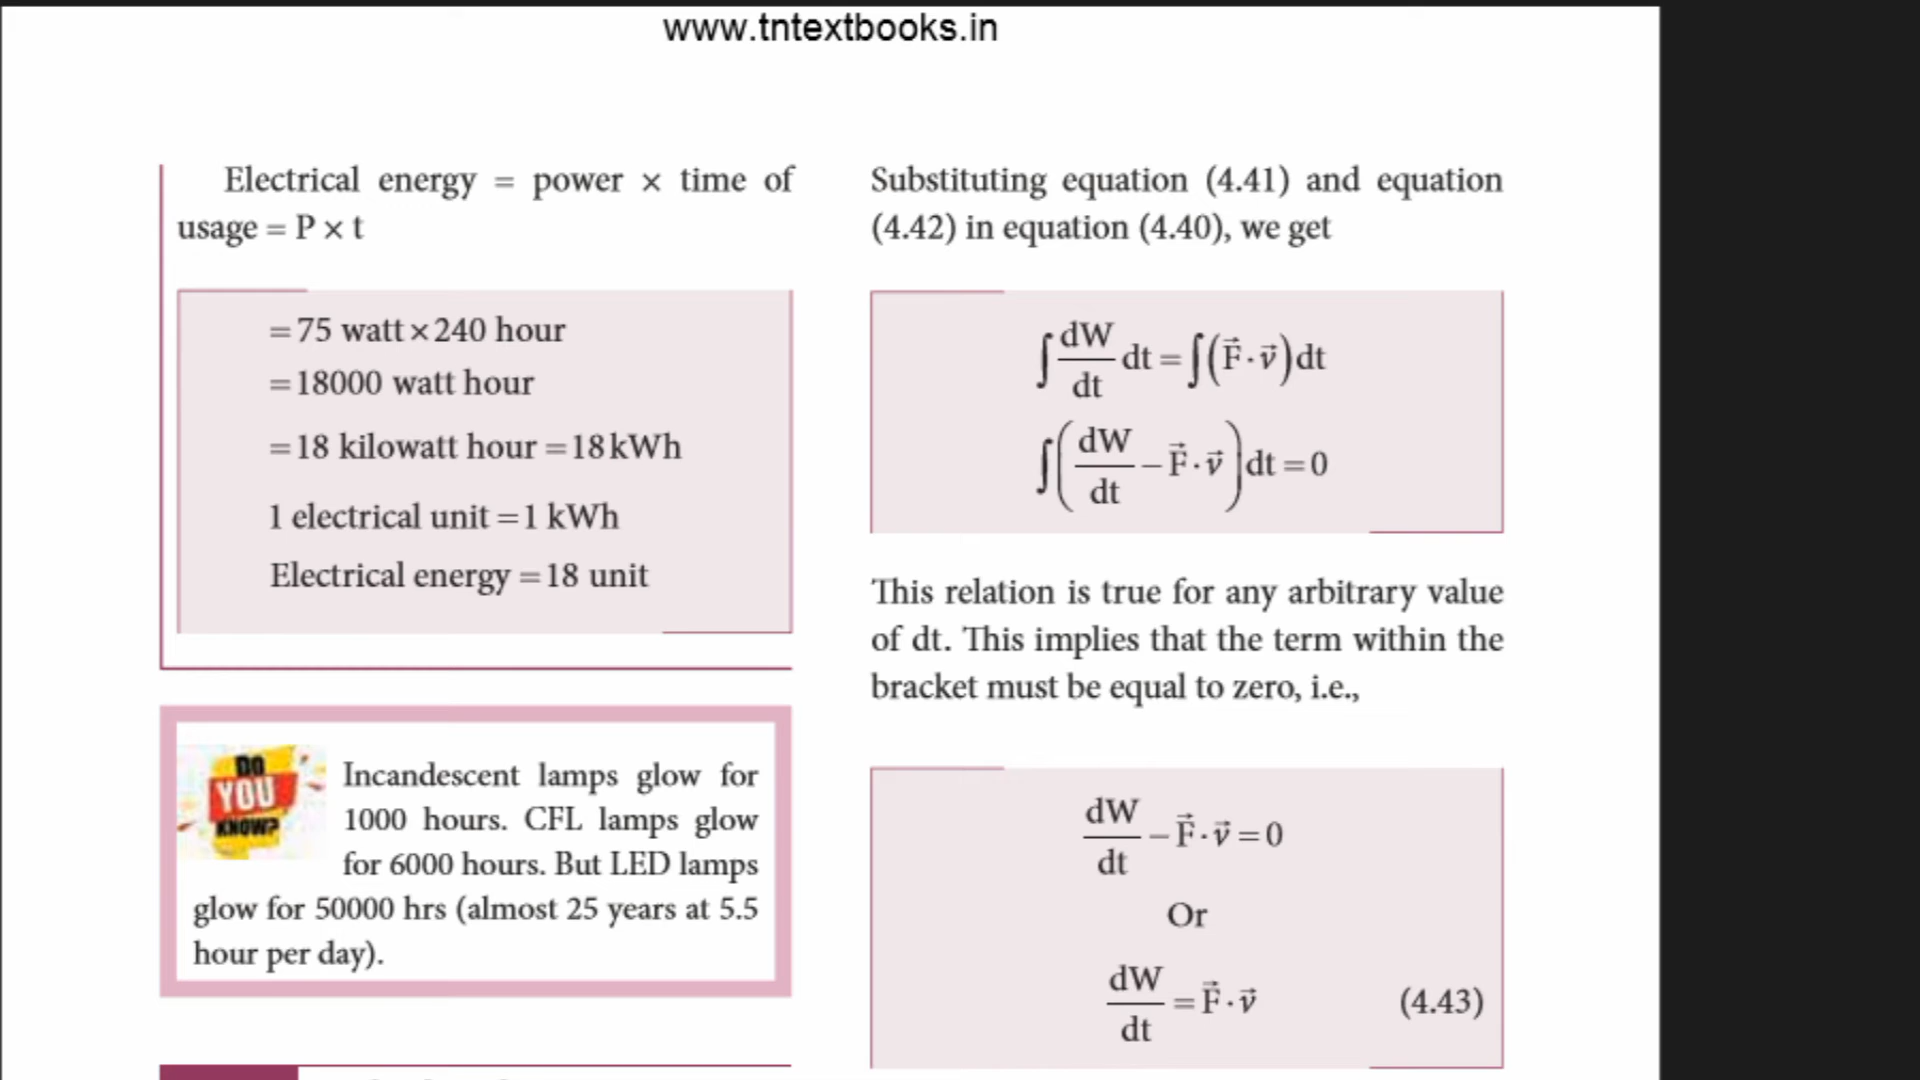 www.tntextbooks.in
Electrical energy = power × time of
usage = P × t
= 75 watt × 240 hour
= 18000 watt hour
= 18 kilowatt hour = 18 kWh
1 electrical unit = 1 kWh
Electrical energy = 18 unit
DO
YOU
KNOW?
Incandescent lamps glow for
1000 hours. CFL lamps glow
for 6000 hours. But LED lamps
glow for 50000 hrs (almost 25 years at 5.5
hour per day).
Substituting equation (4.41) and equation
(4.42) in equation (4.40), we get
∫ dW/dt dt = ∫(F⃗ · v⃗)dt
∫(dW/dt − F⃗ · v⃗)dt = 0
This relation is true for any arbitrary value
of dt. This implies that the term within the
bracket must be equal to zero, i.e.,
dW/dt − F⃗ · v⃗ = 0
Or
dW/dt = F⃗ · v⃗ (4.43)